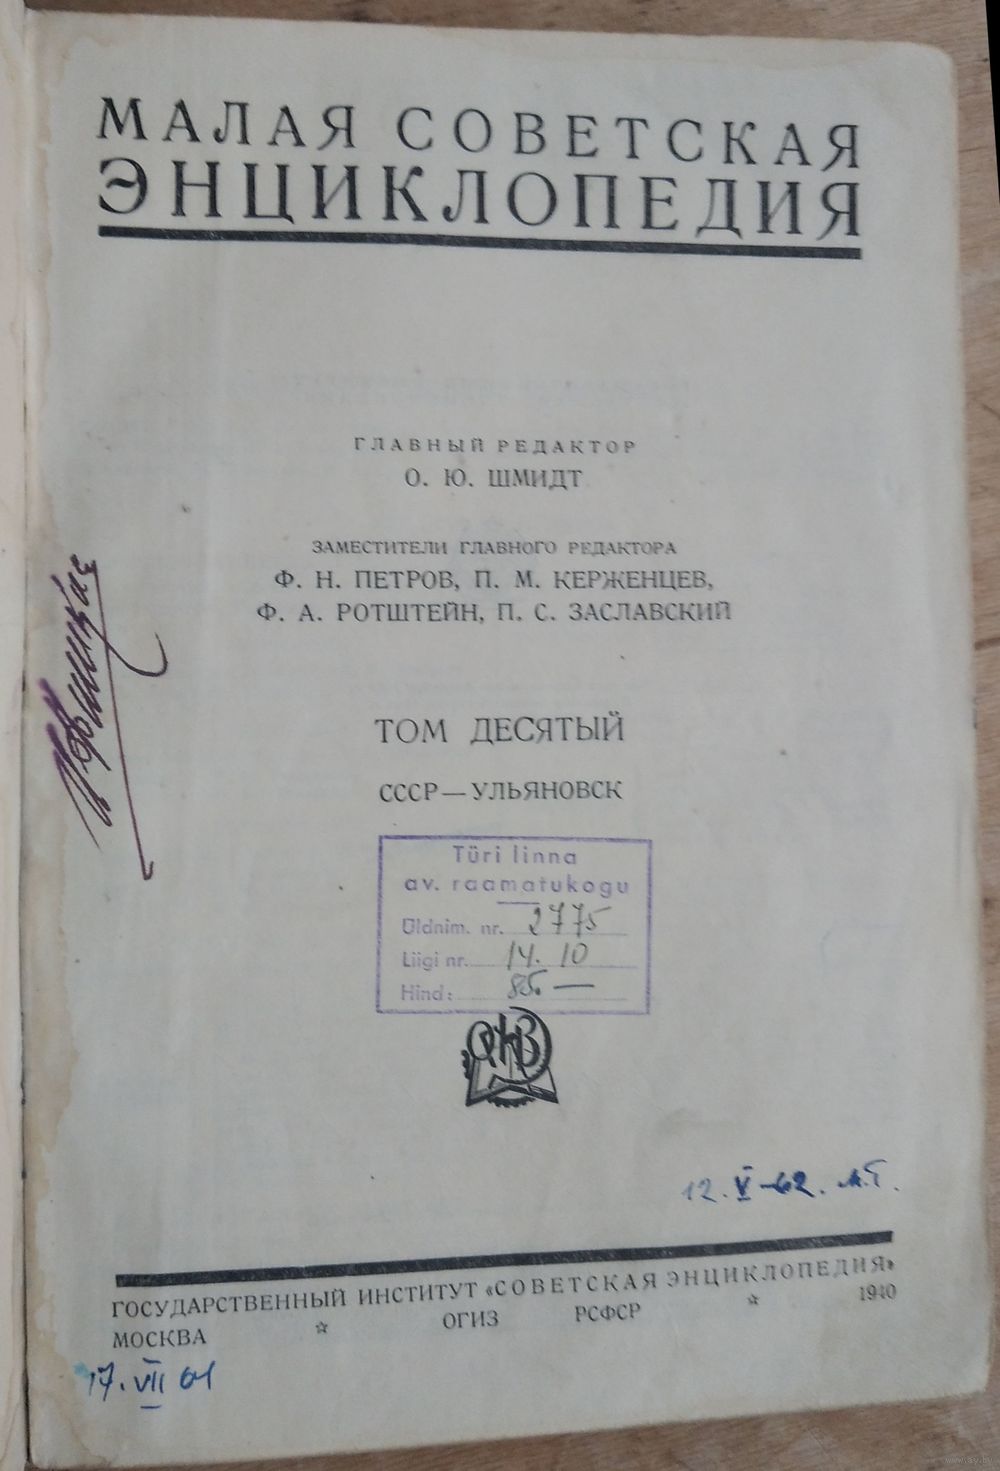 МАЛАЯ СОВЕТСКАЯ
ЭНЦИКЛОПЕДИЯ
ГЛАВНЫЙ РЕДАКТОР
О. Ю. ШМИДТ
ЗАМЕСТИТЕЛИ ГЛАВНОГО РЕДАКТОРА
Ф. Н. ПЕТРОВ, П. М. КЕРЖЕНЦЕВ,
Ф. А. РОТШТЕЙН, П. С. ЗАСЛАВСКИЙ
ТОМ ДЕСЯТЫЙ
СССР—УЛЬЯНОВСК
Türi linna
av. raamatukogu
Üldnim. nr. 2775
Liigi nr. 14. 10
Hind: 85. —
12. V-62.
ГОСУДАРСТВЕННЫЙ ИНСТИТУТ «СОВЕТСКАЯ ЭНЦИКЛОПЕДИЯ»
МОСКВА ☆ ОГИЗ РСФСР ☆ 1940
17. VII 61